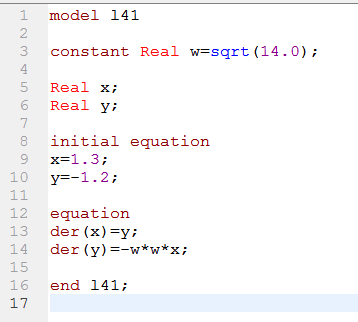 1 model l41
2
3 constant Real w=sqrt(14.0);
4
5 Real x;
6 Real y;
7
8 initial equation
9 x=1.3;
10 y=-1.2;
11
12 equation
13 der(x)=y;
14 der(y)=-w*w*x;
15
16 end l41;
17